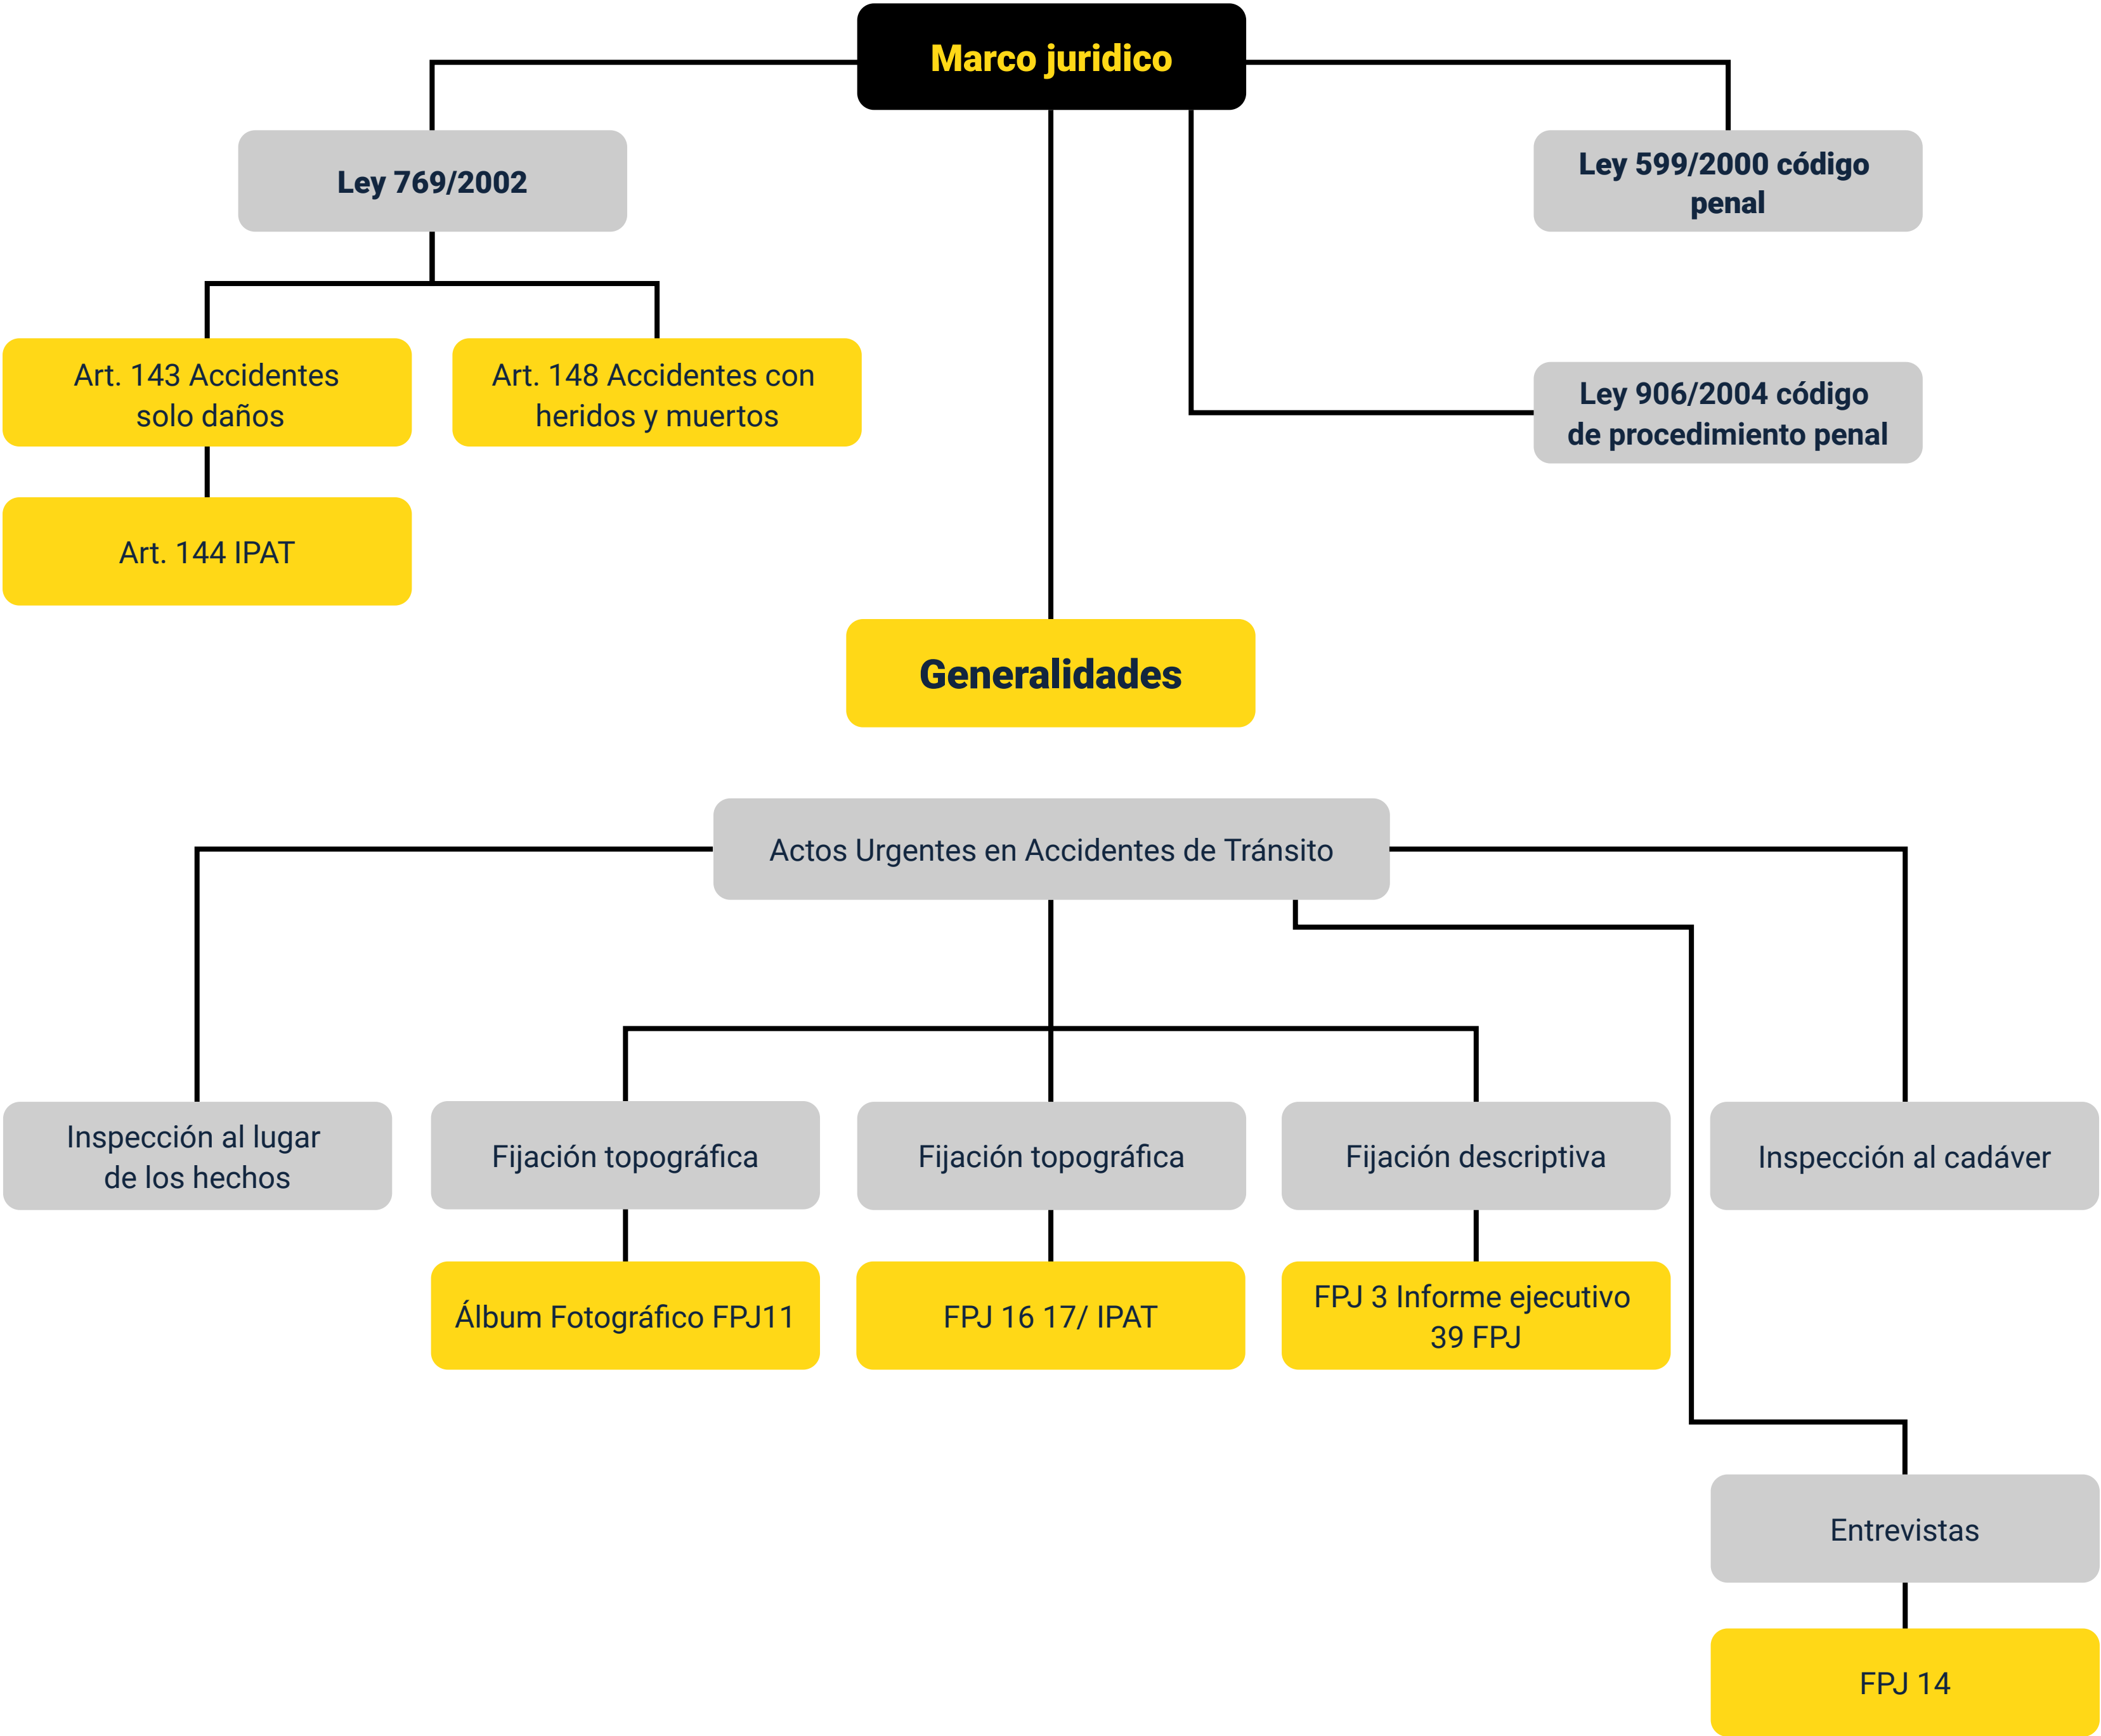 Marco juridico
Ley 769/2002
Ley 599/2000 código
penal
Art. 143 Accidentes
solo daños
Art. 148 Accidentes con
heridos y muertos
Ley 906/2004 código
de procedimiento penal
Art. 144 IPAT
Generalidades
Actos Urgentes en Accidentes de Tránsito
Inspección al lugar
de los hechos
Fijación topográfica
Fijación topográfica
Fijación descriptiva
Inspección al cadáver
Álbum Fotográfico FPJ11
FPJ 16 17/ IPAT
FPJ 3 Informe ejecutivo
39 FPJ
Entrevistas
FPJ 14